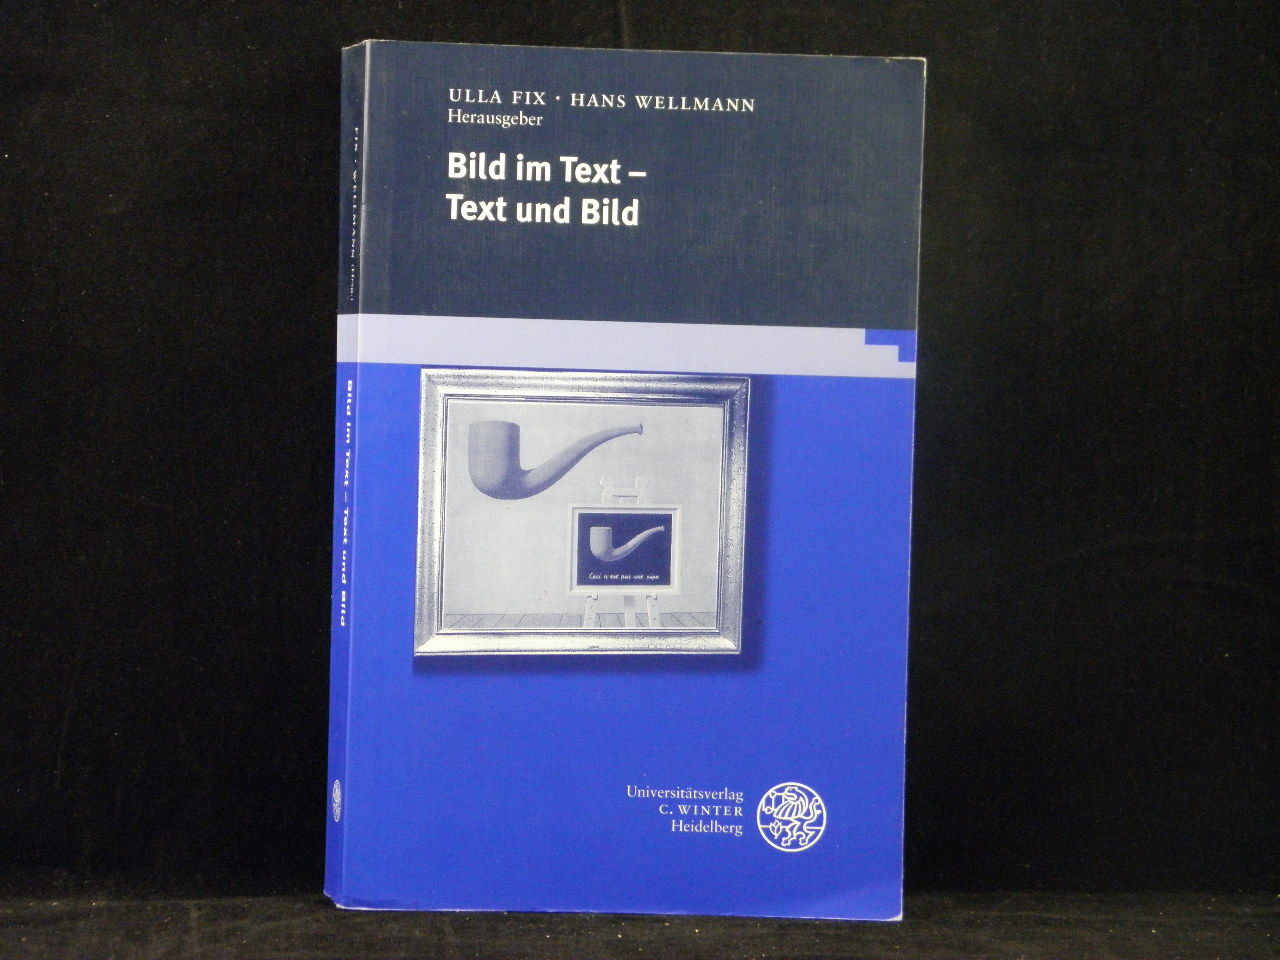 ULLA FIX · HANS WELLMANN
Herausgeber
Bild im Text –
Text und Bild
Ceci n'est pas une pipe
Universitätsverlag
C. WINTER
Heidelberg
FIX · WELLMANN (Hrsg.)
Bild im Text – Text und Bild